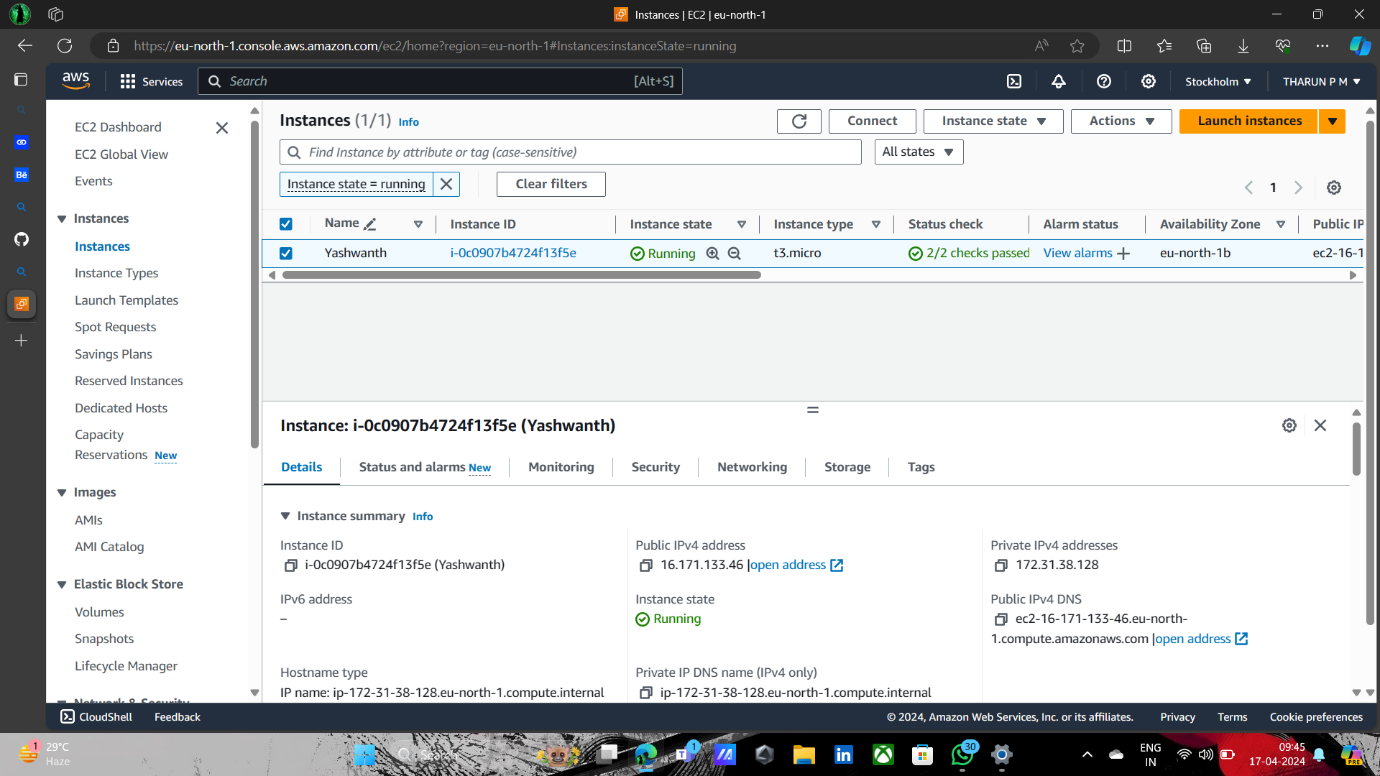 Instances | EC2 | eu-north-1
https://eu-north-1.console.aws.amazon.com/ec2/home?region=eu-north-1#Instances:instanceState=running
aws
Services
Search
[Alt+S]
Stockholm
THARUN P M
EC2 Dashboard
EC2 Global View
Events
Instances
Instances
Instance Types
Launch Templates
Spot Requests
Savings Plans
Reserved Instances
Dedicated Hosts
Capacity
Reservations New
Images
AMIs
AMI Catalog
Elastic Block Store
Volumes
Snapshots
Lifecycle Manager
Network & Security
Instances (1/1) Info
Connect
Instance state
Actions
Launch instances
Find Instance by attribute or tag (case-sensitive)
All states
Instance state = running
Clear filters
1
Name Instance ID Instance state Instance type Status check Alarm status Availability Zone Public IP
Yashwanth i-0c0907b4724f13f5e Running t3.micro 2/2 checks passed View alarms eu-north-1b ec2-16-1
Instance: i-0c0907b4724f13f5e (Yashwanth)
Details Status and alarms New Monitoring Security Networking Storage Tags
Instance summary Info
Instance ID
i-0c0907b4724f13f5e (Yashwanth)
Public IPv4 address
16.171.133.46 |open address
Private IPv4 addresses
172.31.38.128
IPv6 address
–
Instance state
Running
Public IPv4 DNS
ec2-16-171-133-46.eu-north-
1.compute.amazonaws.com |open address
Hostname type
IP name: ip-172-31-38-128.eu-north-1.compute.internal
Private IP DNS name (IPv4 only)
ip-172-31-38-128.eu-north-1.compute.internal
CloudShell Feedback
© 2024, Amazon Web Services, Inc. or its affiliates. Privacy Terms Cookie preferences
1
29°C
Haze
Search
1
30
ENG
IN
09:45
17-04-2024
PRE